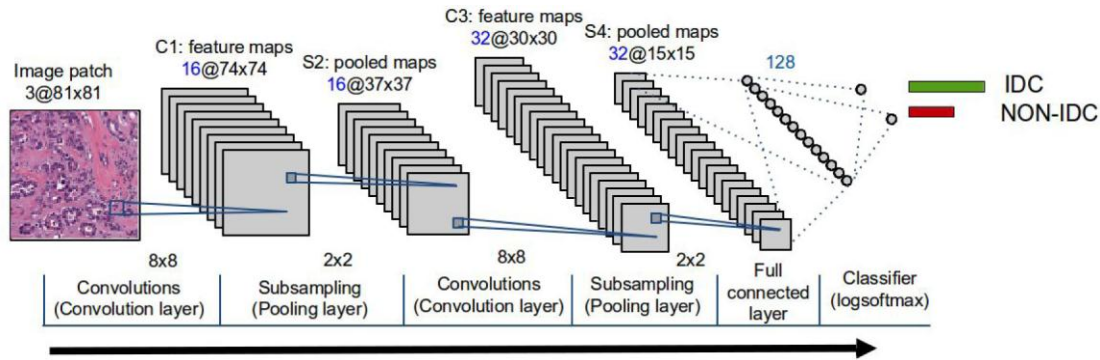 Image patch
3@81x81
C1: feature maps
16@74x74
S2: pooled maps
16@37x37
C3: feature maps
32@30x30
S4: pooled maps
32@15x15
128
IDC
NON-IDC
8x8
2x2
8x8
2x2
Convolutions
(Convolution layer)
Subsampling
(Pooling layer)
Convolutions
(Convolution layer)
Subsampling
(Pooling layer)
Full
connected
layer
Classifier
(logsoftmax)